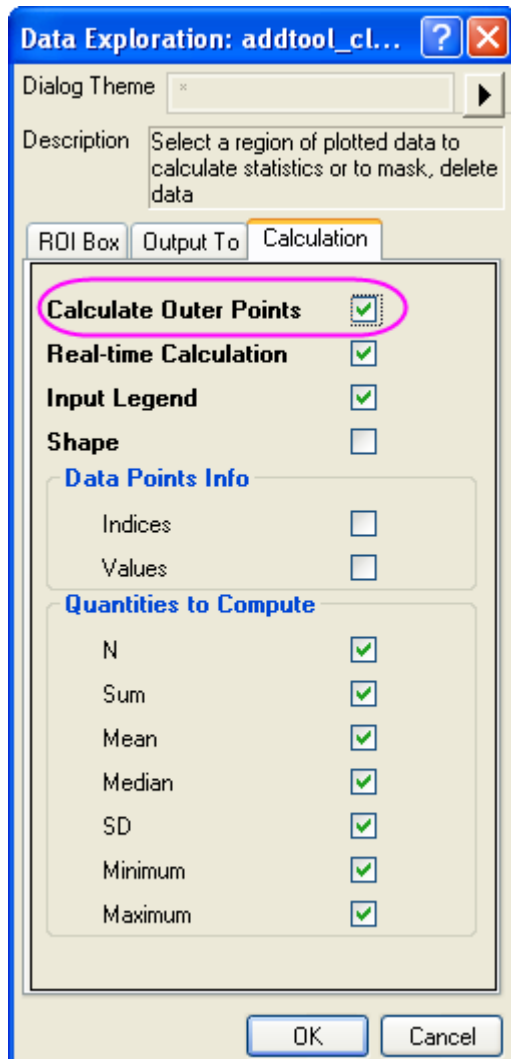 Data Exploration: addtool_cl...
Dialog Theme *
Description Select a region of plotted data to
calculate statistics or to mask, delete
data
ROI Box Output To Calculation
Calculate Outer Points
Real-time Calculation
Input Legend
Shape
Data Points Info
Indices
Values
Quantities to Compute
N
Sum
Mean
Median
SD
Minimum
Maximum
OK Cancel